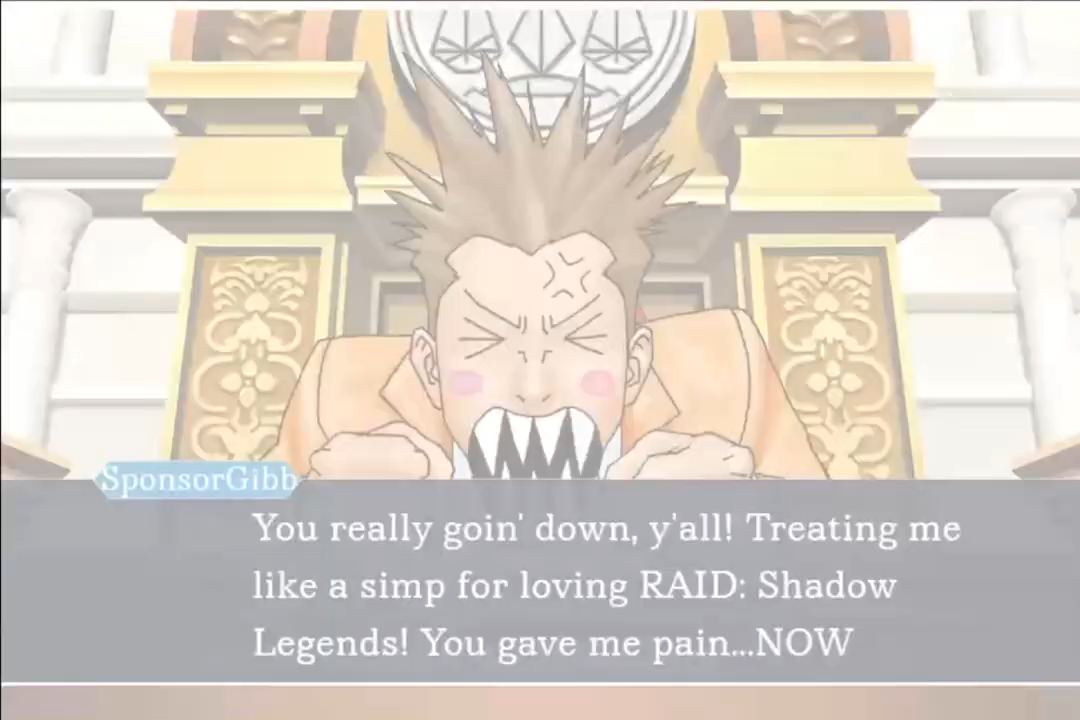 SponsorGibb
You really goin' down, y'all! Treating me
like a simp for loving RAID: Shadow
Legends! You gave me pain...NOW